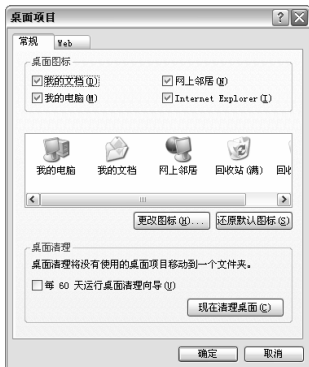 桌面项目
常规 Web
桌面图标
我的文档(D) 网上邻居(N)
我的电脑(M) Internet Explorer(I)
我的电脑 我的文档 网上邻居 回收站(满) 回收
更改图标(H)... 还原默认图标(S)
桌面清理
桌面清理将没有使用的桌面项目移动到一个文件夹。
每 60 天运行桌面清理向导(U)
现在清理桌面(C)
确定 取消